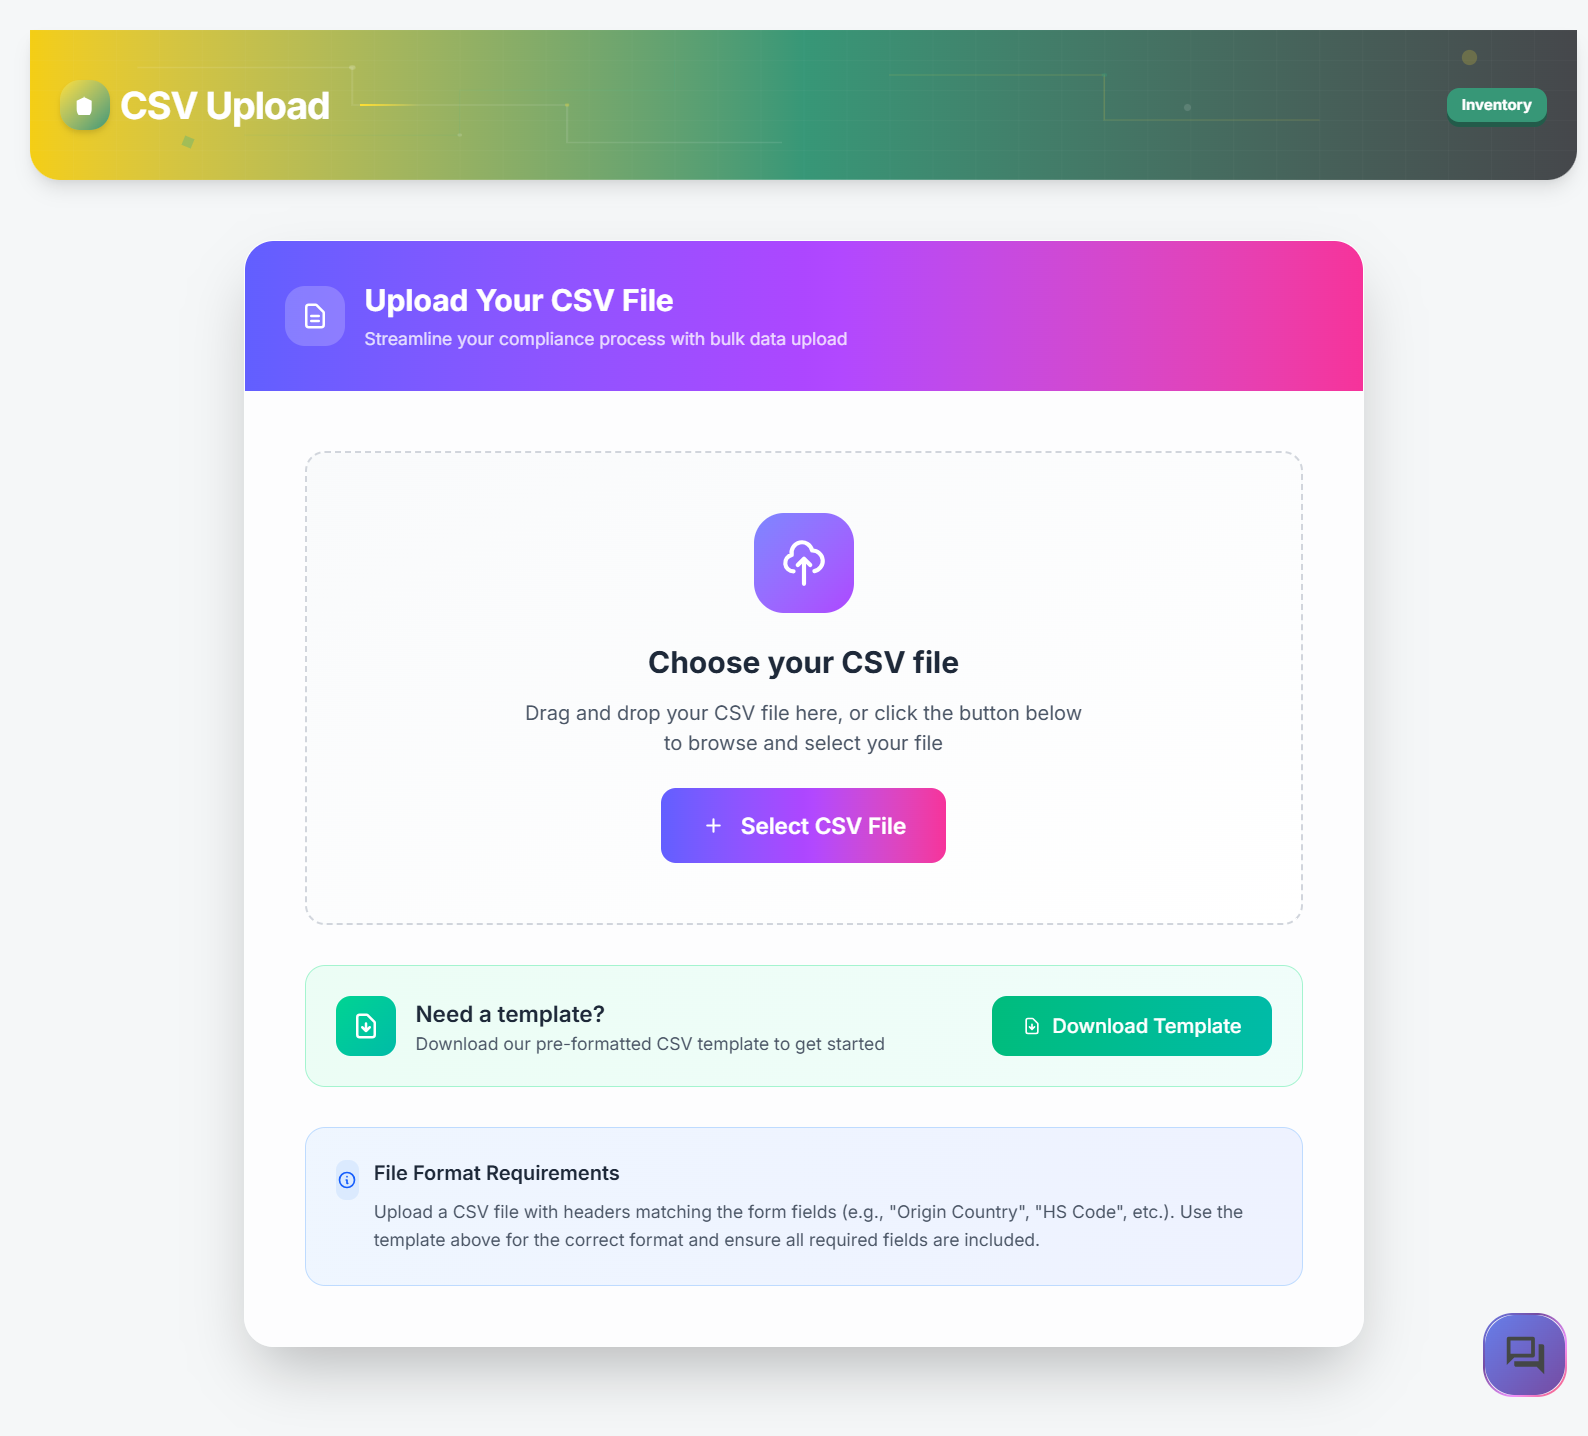 CSV Upload
Inventory
Upload Your CSV File
Streamline your compliance process with bulk data upload
Choose your CSV file
Drag and drop your CSV file here, or click the button below
to browse and select your file
Select CSV File
Need a template?
Download our pre-formatted CSV template to get started
Download Template
File Format Requirements
Upload a CSV file with headers matching the form fields (e.g., "Origin Country", "HS Code", etc.). Use the
template above for the correct format and ensure all required fields are included.